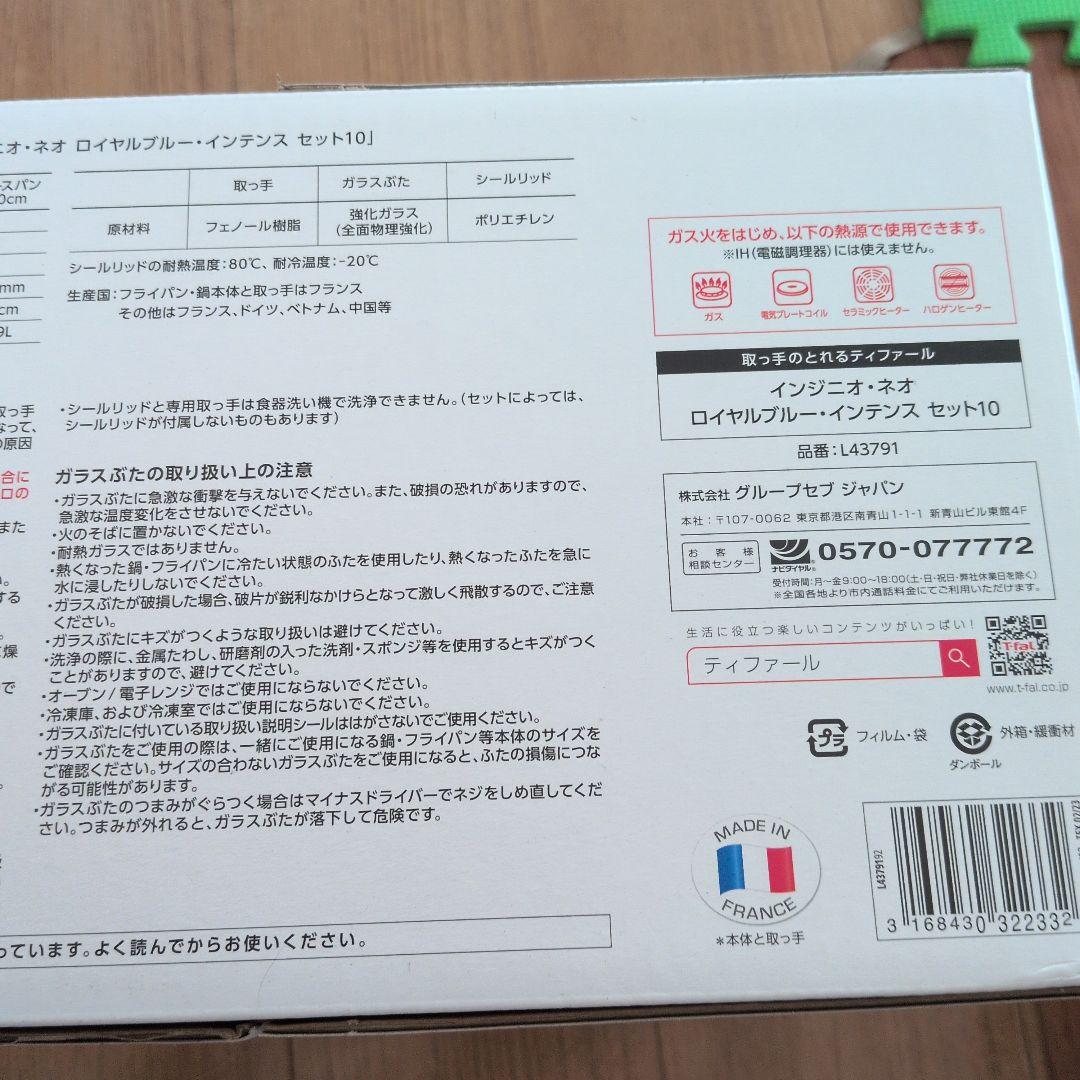 ニオ・ネオ ロイヤルブルー・インテンス セット10」
スパン
0cm
mm
cm
9L
取っ手 ガラスぶた シールリッド
原材料 フェノール樹脂 強化ガラス(全面物理強化) ポリエチレン
シールリッドの耐熱温度:80℃、耐冷温度:-20℃
生産国:フライパン・鍋本体と取っ手はフランス
その他はフランス、ドイツ、ベトナム、中国等
取っ手
なって、
の原因
合に
口の
また
する
燥
で
・シールリッドと専用取っ手は食器洗い機で洗浄できません。(セットによっては、
シールリッドが付属しないものもあります)
ガラスぶたの取り扱い上の注意
・ガラスぶたに急激な衝撃を与えないでください。また、破損の恐れがありますので、
急激な温度変化をさせないでください。
・火のそばに置かないでください。
・耐熱ガラスではありません。
・熱くなった鍋・フライパンに冷たい状態のふたを使用したり、熱くなったふたを急に
水に浸したりしないでください。
・ガラスぶたが破損した場合、破片が鋭利なかけらとなって激しく飛散するので、ご注意
ください。
・ガラスぶたにキズがつくような取り扱いは避けてください。
・洗浄の際に、金属たわし、研磨剤の入った洗剤・スポンジ等を使用するとキズがつく
ことがありますので、避けてください。
・オーブン/電子レンジではご使用にならないでください。
・冷凍庫、および冷凍室ではご使用にならないでください。
・ガラスぶたに付いている取り扱い説明シールははがさないでご使用ください。
・ガラスぶたをご使用の際は、一緒にご使用になる鍋・フライパン等本体のサイズを
ご確認ください。サイズの合わないガラスぶたをご使用になると、ふたの損傷につな
がる可能性があります。
・ガラスぶたのつまみがぐらつく場合はマイナスドライバーでネジをしめ直してくだ
さい。つまみが外れると、ガラスぶたが落下して危険です。
っています。よく読んでからお使いください。
ガス火をはじめ、以下の熱源で使用できます。
※IH(電磁調理器)には使えません。
ガス 電気プレートコイル セラミックヒーター ハロゲンヒーター
取っ手のとれるティファール
インジニオ・ネオ
ロイヤルブルー・インテンス セット10
品番:L43791
株式会社 グループセブ ジャパン
本社:〒107-0062 東京都港区南青山1-1-1 新青山ビル東館4F
お客様
相談センター
ナビダイヤル® 0570-077772
受付時間:月〜金9:00〜18:00(土・日・祝日・弊社休業日を除く)
※全国各地より市内通話料金にてご利用いただけます。
生活に役立つ楽しいコンテンツがいっぱい!
ティファール
T-fal
www.t-fal.co.jp
プラ フィルム・袋
ダンボール 外箱・緩衝材
MADE IN
FRANCE
*本体と取っ手
L4379192
3 168430 322332